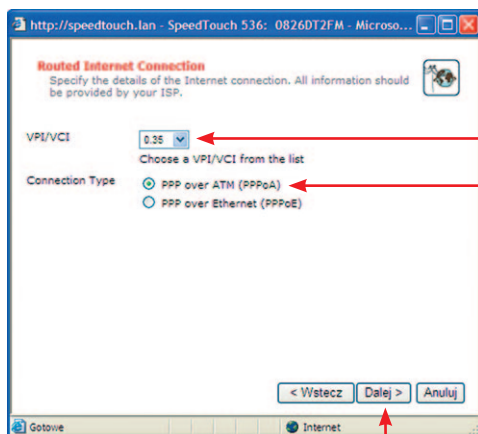 http://speedtouch.lan - SpeedTouch 536: 0826DT2FM - Microso...
Routed Internet Connection
Specify the details of the Internet connection. All information should
be provided by your ISP.
VPI/VCI
0.35
Choose a VPI/VCI from the list
Connection Type
PPP over ATM (PPPoA)
PPP over Ethernet (PPPoE)
< Wstecz Dalej > Anuluj
Gotowe Internet